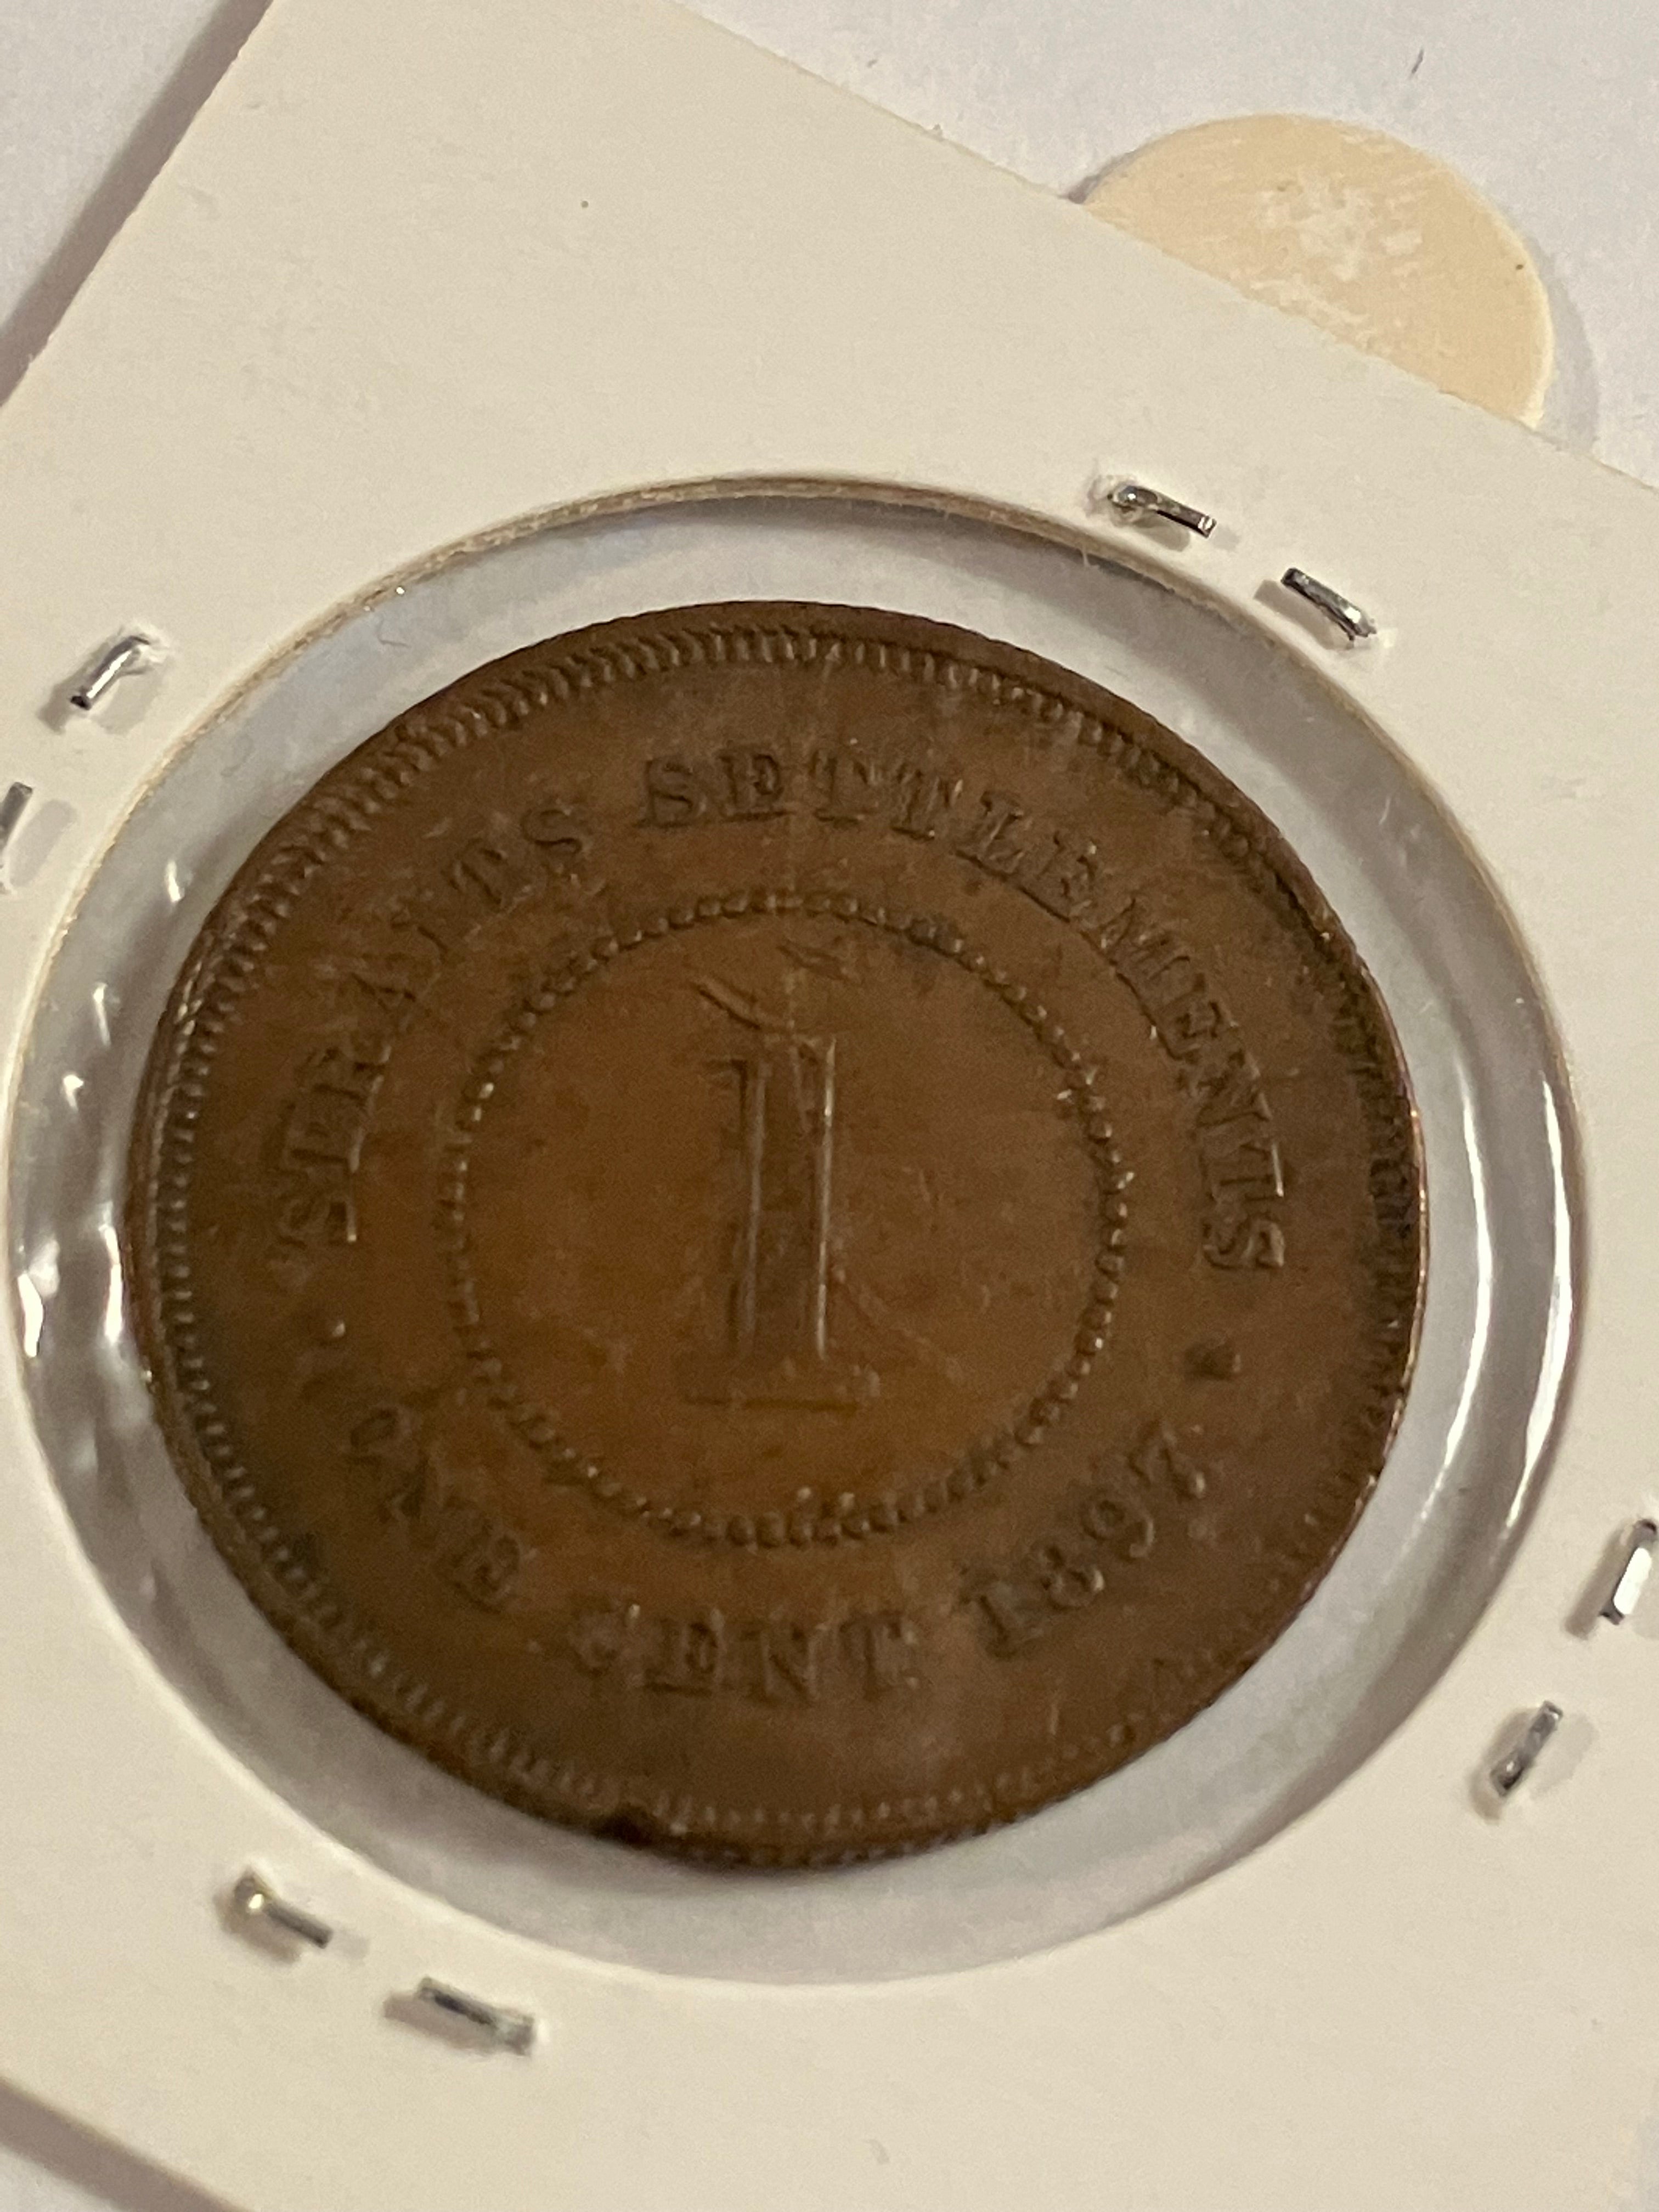 STRAITS SETTLEMENTS
1
ONE CENT 1897